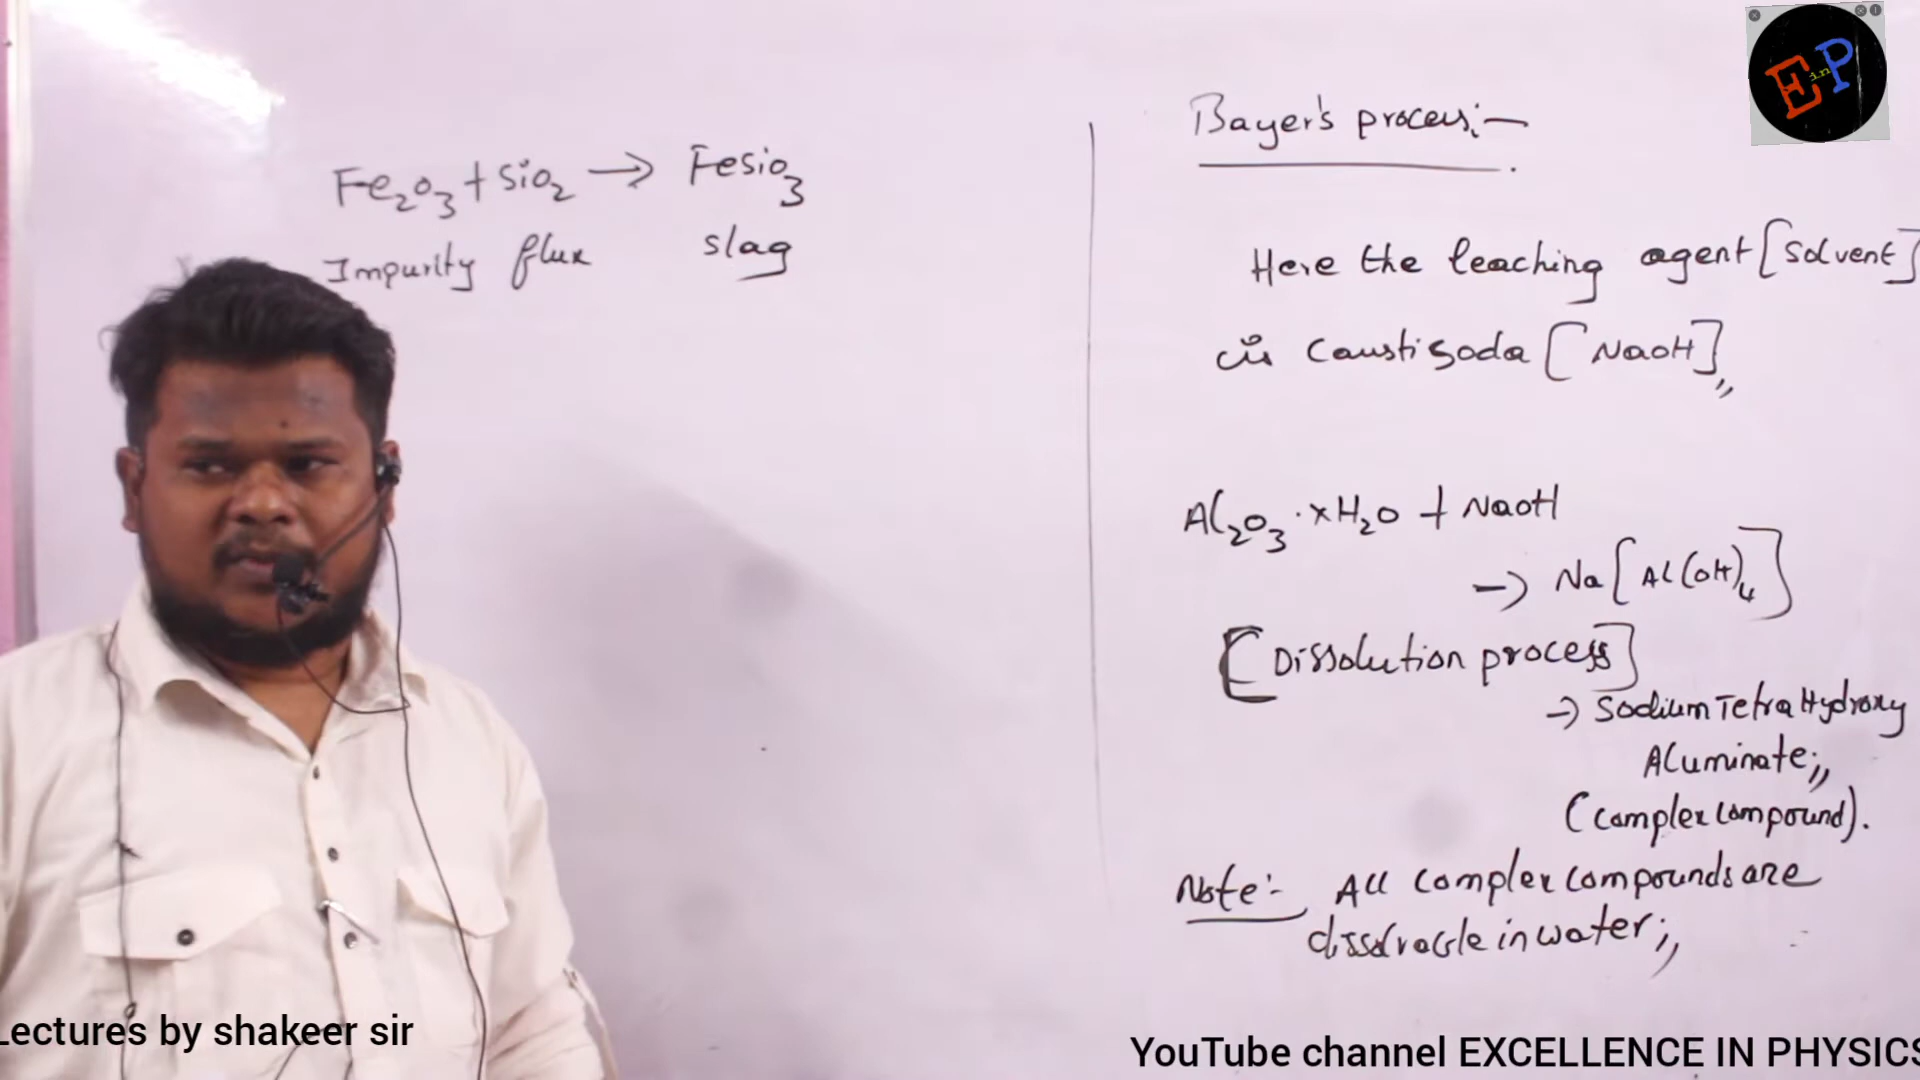 Fe₂O₃ + SiO₂ → Fesio₃
Impurity flux slag
Bayer's process:-
Here the leaching agent [solvent]
is Caustisoda [NaOH]
Al₂O₃·xH₂O + NaOH
→ Na[Al(OH)₄]
[Dissolution process]
→ Sodium Tetra Hydroxy
Aluminate;
(Complex compound).
Note:- All Complex Compounds are
dissolvable in water;
E in P
Lectures by shakeer sir
YouTube channel EXCELLENCE IN PHYSICS